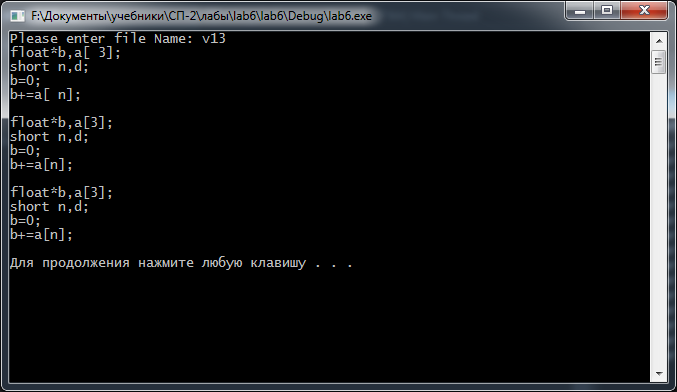 F:\Документы\учебники\СП-2\лабы\lab6\lab6\Debug\lab6.exe
Please enter file Name: v13
float*b,a[ 3];
short n,d;
b=0;
b+=a[ n];
float*b,a[3];
short n,d;
b=0;
b+=a[n];
float*b,a[3];
short n,d;
b=0;
b+=a[n];
Для продолжения нажмите любую клавишу . . .